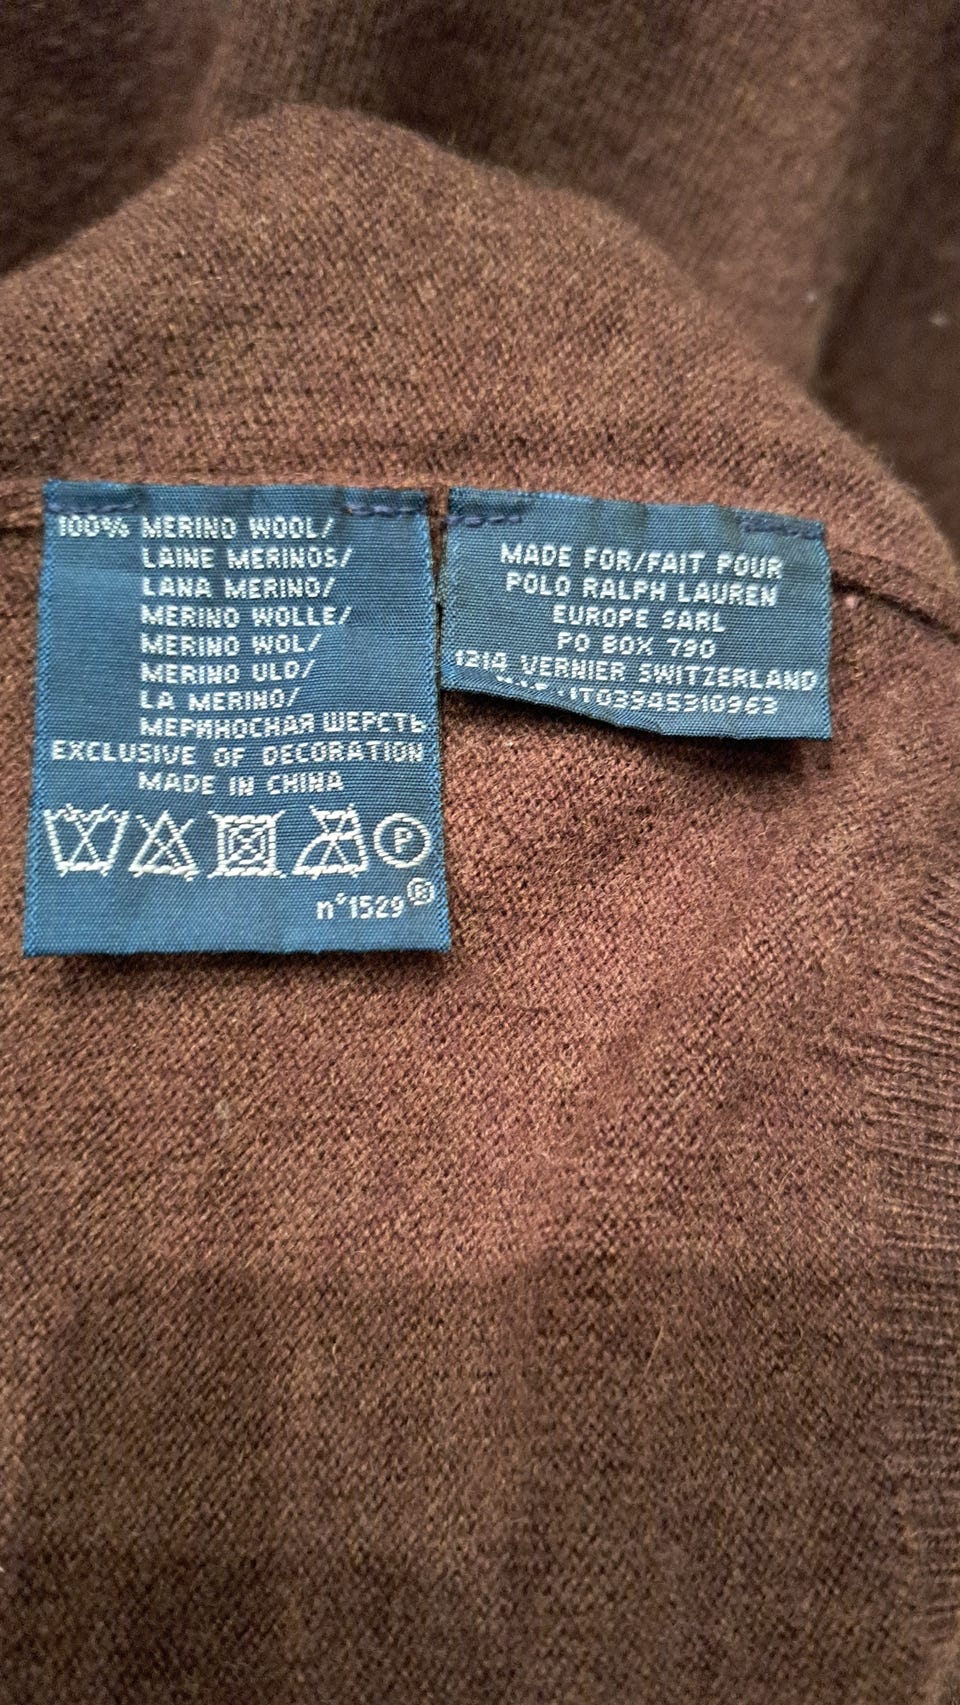 100% MERINO WOOL/
LAINE MERINOS/
LANA MERINO/
MERINO WOLLE/
MERINO WOL/
MERINO ULD/
LA MERINO/
МЕРИНОСНАЯ ШЕРСТЬ
EXCLUSIVE OF DECORATION
MADE IN CHINA
P
n°1529®
MADE FOR/FAIT POUR
POLO RALPH LAUREN
EUROPE SARL
PO BOX 790
1214 VERNIER SWITZERLAND
IT03945310963